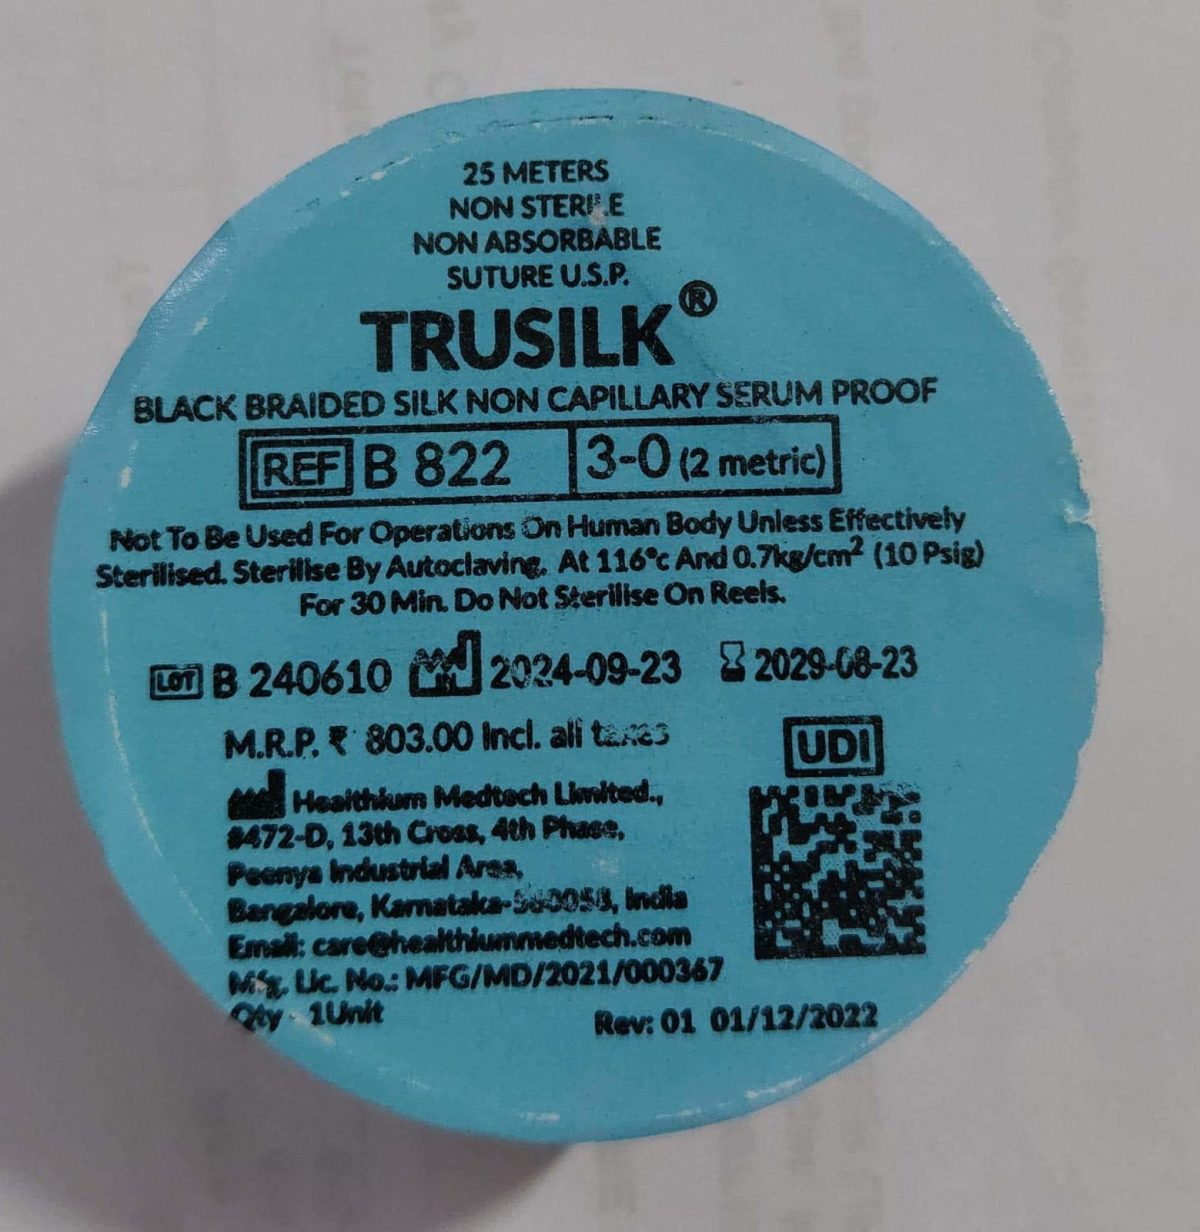 25 METERS
NON STERILE
NON ABSORBABLE
SUTURE U.S.P.
TRUSILK®
BLACK BRAIDED SILK NON CAPILLARY SERUM PROOF
REF B 822 3-0 (2 metric)
Not To Be Used For Operations On Human Body Unless Effectively
Sterilised. Sterilise By Autoclaving. At 116°c And 0.7kg/cm² (10 Psig)
For 30 Min. Do Not Sterilise On Reels.
LOT B 240610 2024-09-23 2029-08-23
M.R.P. ₹ 803.00 Incl. all taxes
UDI
Healthium Medtech Limited.,
#472-D, 13th Cross, 4th Phase,
Peenya Industrial Area,
Bangalore, Karnataka-560058, India
Email: care@healthiummedtech.com
Mfg. Lic. No.: MFG/MD/2021/000367
Qty - 1Unit
Rev: 01 01/12/2022